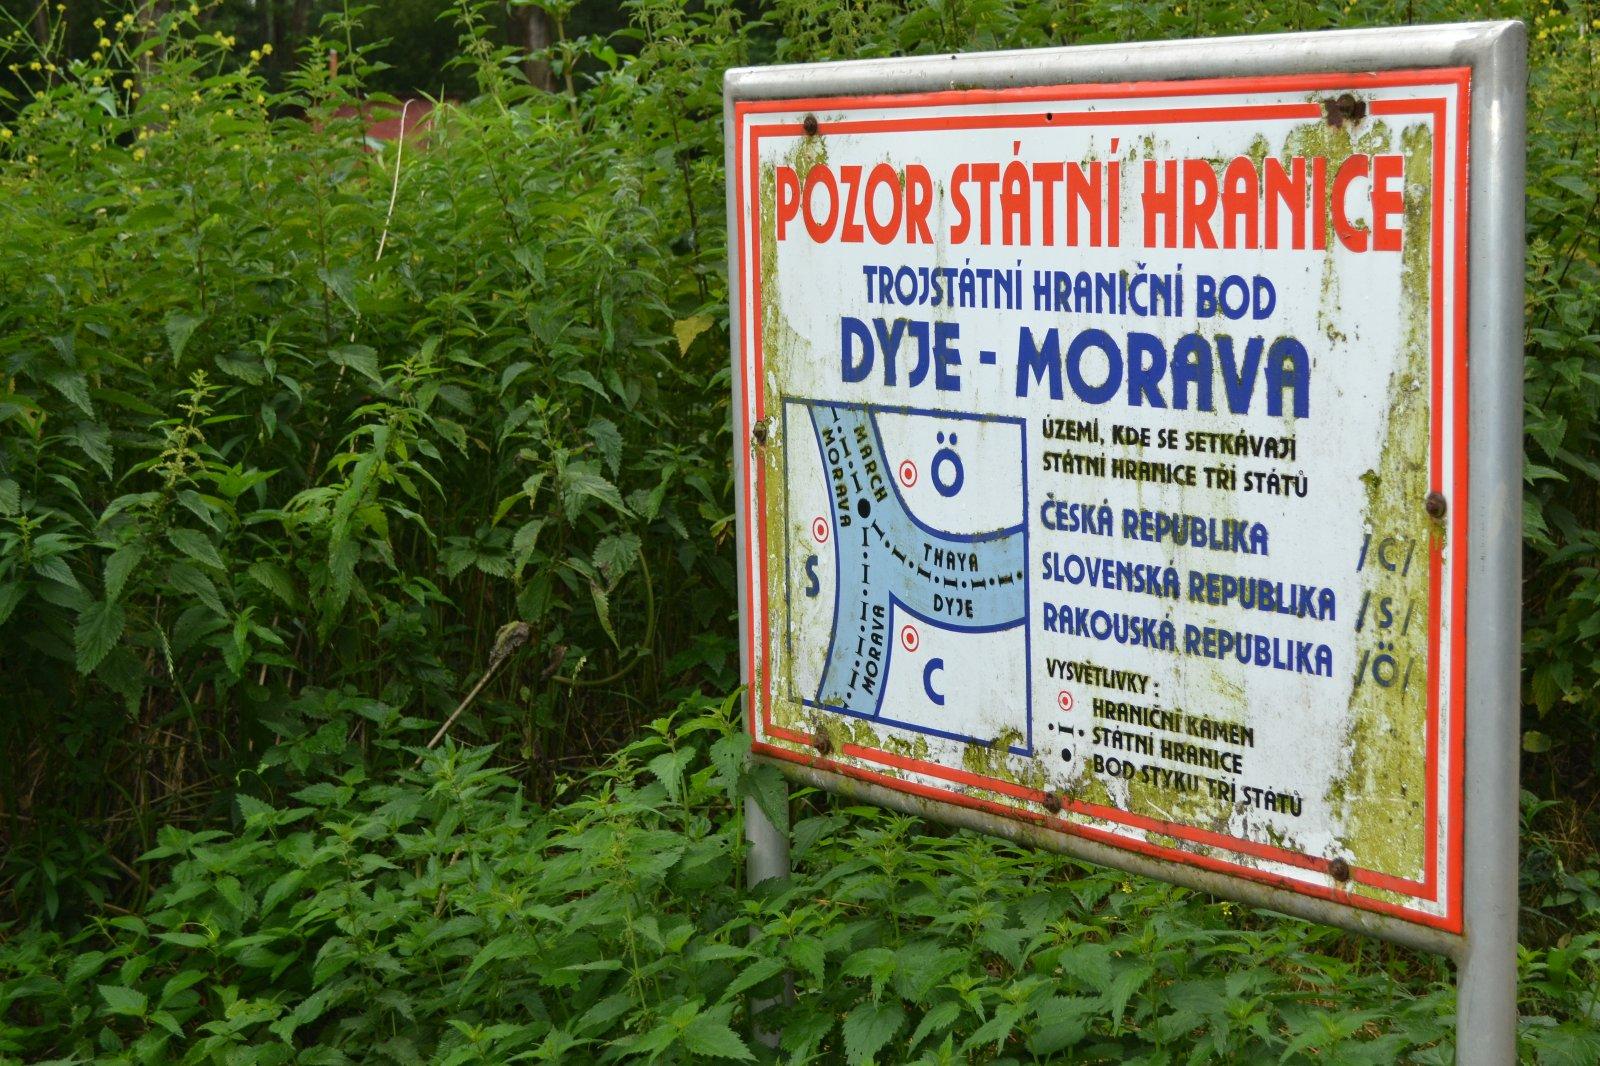 POZOR STÁTNÍ HRANICE
TROJSTÁTNÍ HRANIČNÍ BOD
DYJE - MORAVA
MORAVA
MARCH
Ö
S
THAYA
DYJE
MORAVA
C
ÚZEMÍ, KDE SE SETKÁVAJÍ
STÁTNÍ HRANICE TŘÍ STÁTŮ
ČESKÁ REPUBLIKA /C/
SLOVENSKÁ REPUBLIKA /S/
RAKOUSKÁ REPUBLIKA /Ö/
VYSVĚTLIVKY :
HRANIČNÍ KÁMEN
STÁTNÍ HRANICE
BOD STYKU TŘÍ STÁTŮ